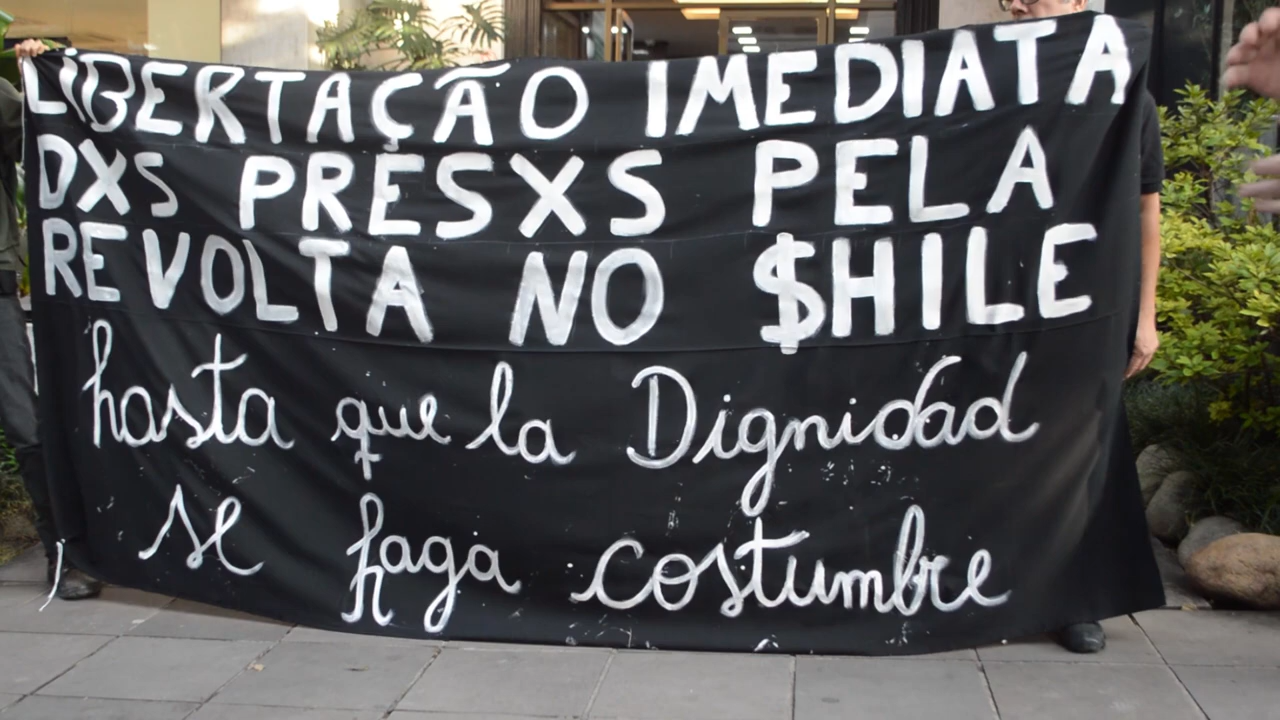 LIBERTAÇÃO IMEDIATA
DXS PRESXS PELA
REVOLTA NO $HILE
hasta que la Dignidad
se haga costumbre